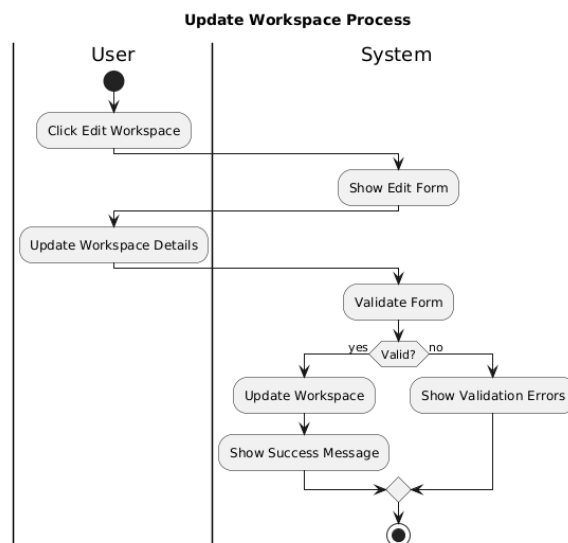 Update Workspace Process
User
System
Click Edit Workspace
Show Edit Form
Update Workspace Details
Validate Form
yes
Valid?
no
Update Workspace
Show Validation Errors
Show Success Message